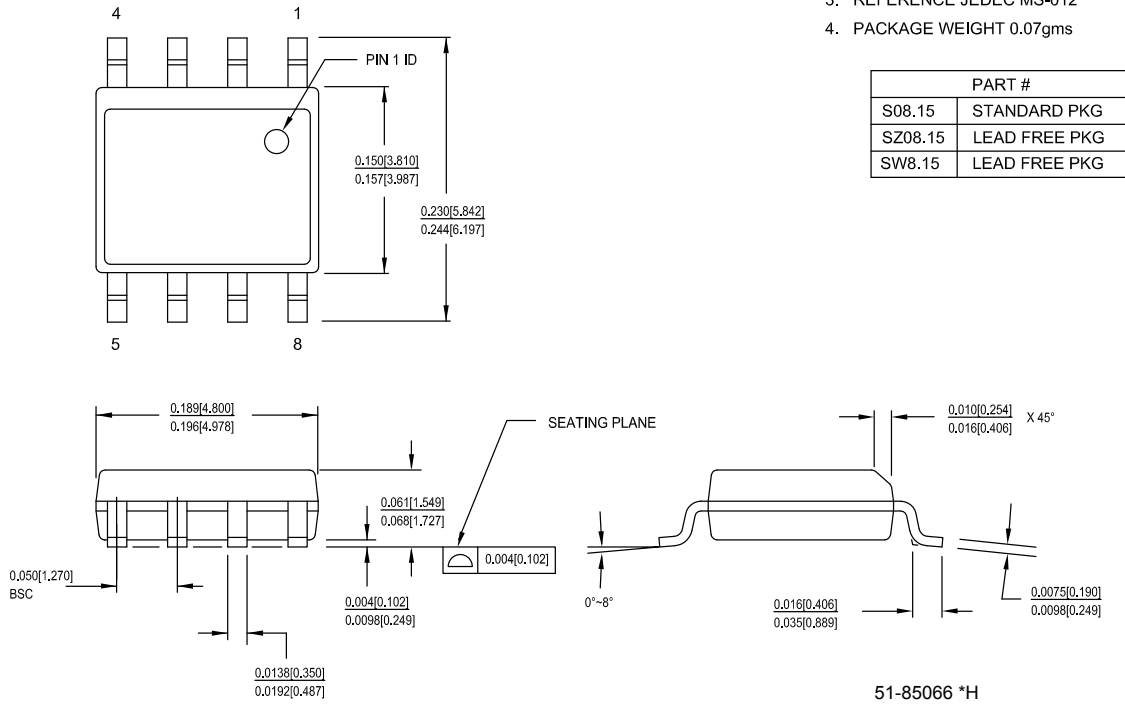 3. REFERENCE JEDEC MS-012
4. PACKAGE WEIGHT 0.07gms
PART #
S08.15 STANDARD PKG
SZ08.15 LEAD FREE PKG
SW8.15 LEAD FREE PKG
4 1
PIN 1 ID
0.150[3.810]
0.157[3.987]
0.230[5.842]
0.244[6.197]
5 8
0.189[4.800]
0.196[4.978]
SEATING PLANE
0.010[0.254]
0.016[0.406]
X 45°
0.061[1.549]
0.068[1.727]
0.004[0.102]
0.050[1.270]
BSC
0.004[0.102]
0.0098[0.249]
0°~8°
0.016[0.406]
0.035[0.889]
0.0075[0.190]
0.0098[0.249]
0.0138[0.350]
0.0192[0.487]
51-85066 *H